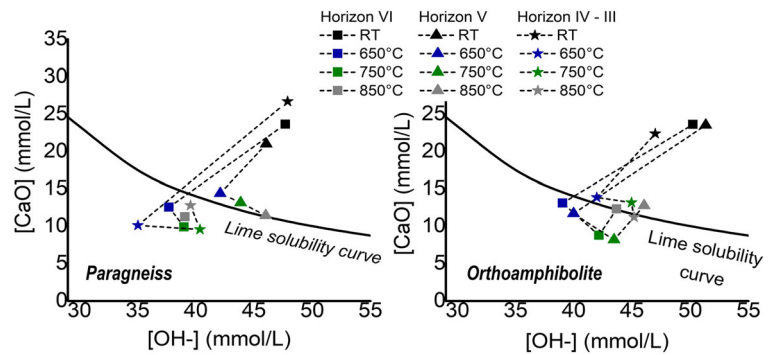 Horizon VI Horizon V Horizon IV - III
RT RT RT
650°C 650°C 650°C
750°C 750°C 750°C
850°C 850°C 850°C
35
30
25
20
15
10
5
0
[CaO] (mmol/L)
Lime solubility curve
Paragneiss
30 35 40 45 50 55
[OH-] (mmol/L)
25
20
15
10
5
0
[CaO] (mmol/L)
Lime solubility
curve
Orthoamphibolite
30 35 40 45 50 55
[OH-] (mmol/L)